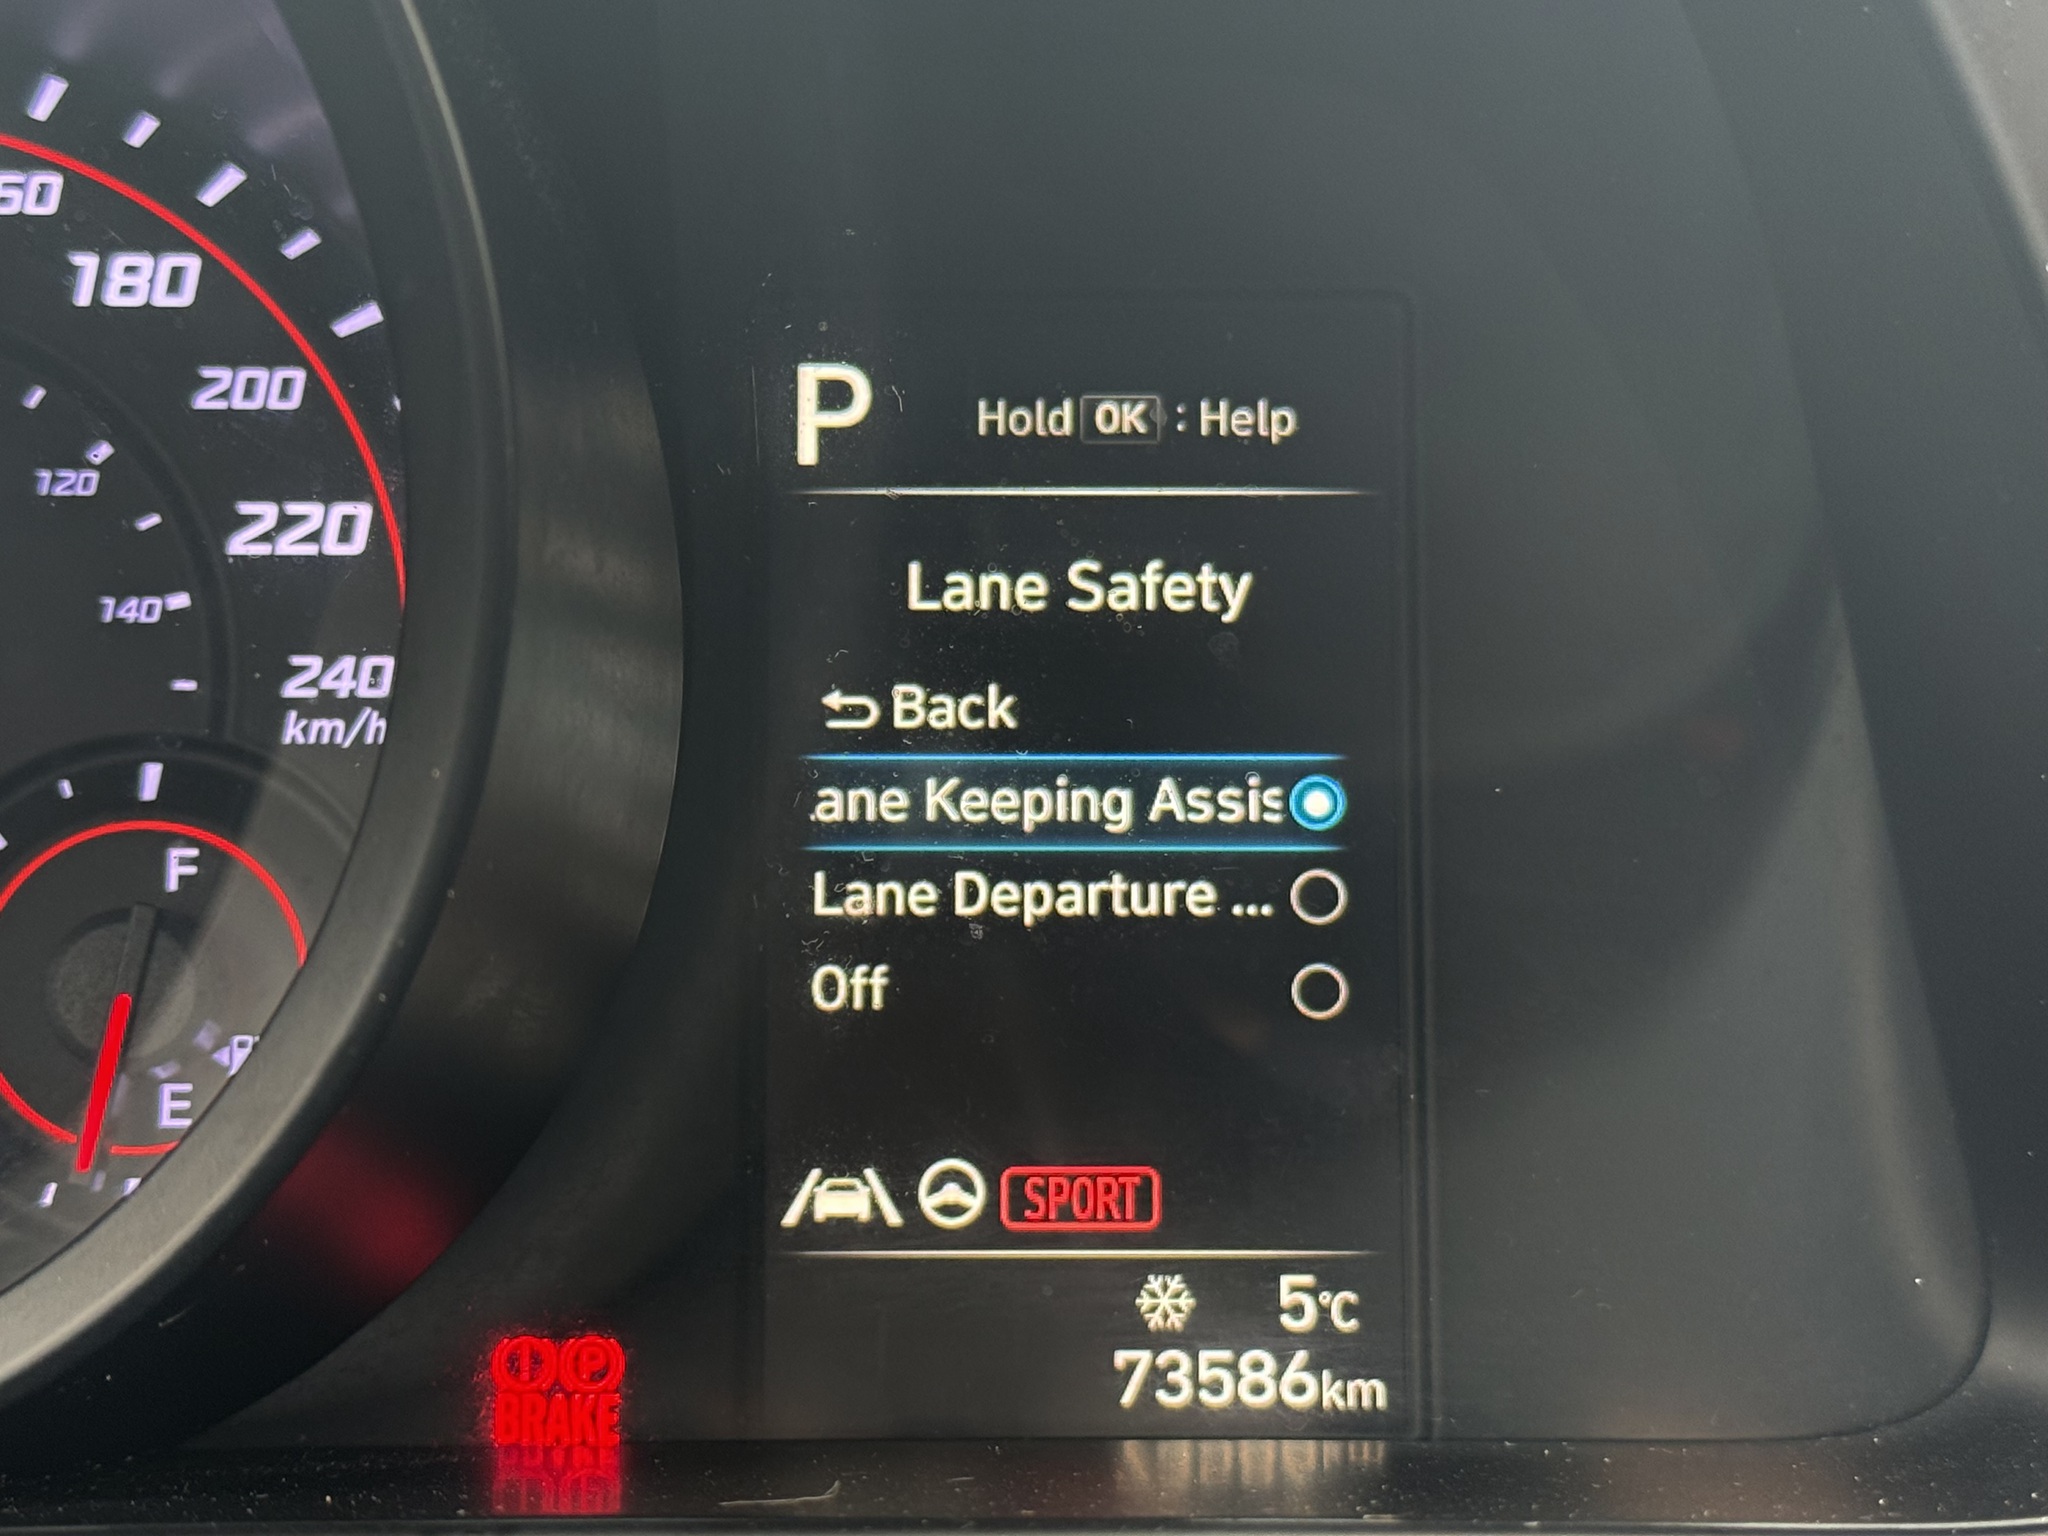 180
200
120
220
140
240
km/h
F
E
P
Hold OK : Help
Lane Safety
Back
ane Keeping Assis
Lane Departure ...
Off
SPORT
5°C
73586km
P
BRAKE